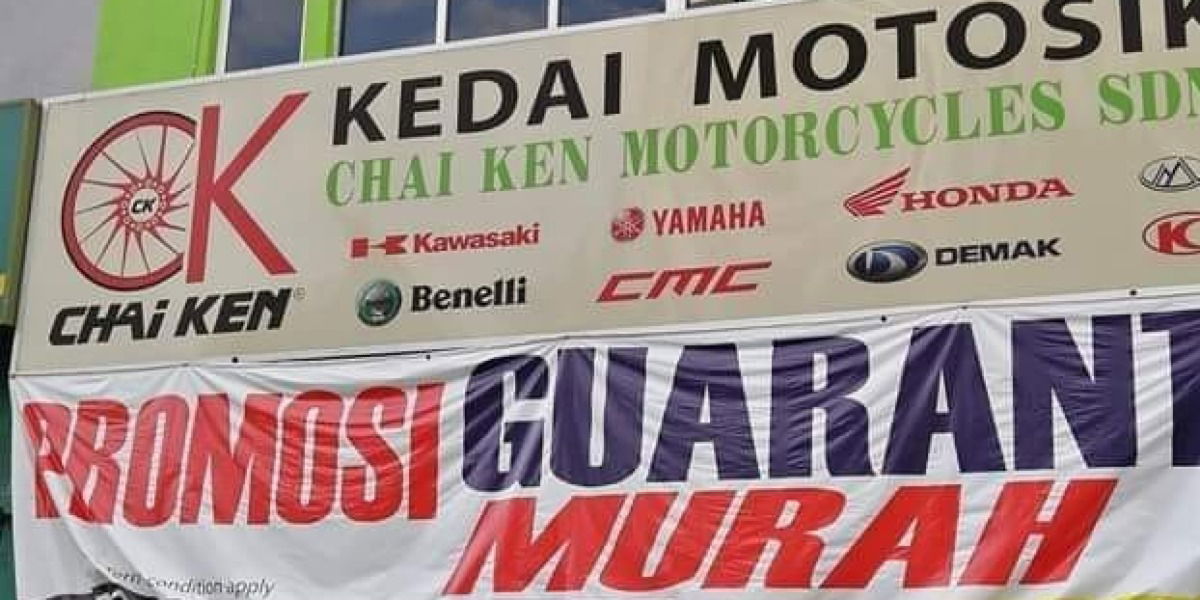 CK
CK
CHAI KEN
KEDAI MOTOSIK
CHAI KEN MOTORCYCLES SDN
Kawasaki
YAMAHA
HONDA
Benelli
CMC
DEMAK
PROMOSI GUARANT
MURAH
condition apply